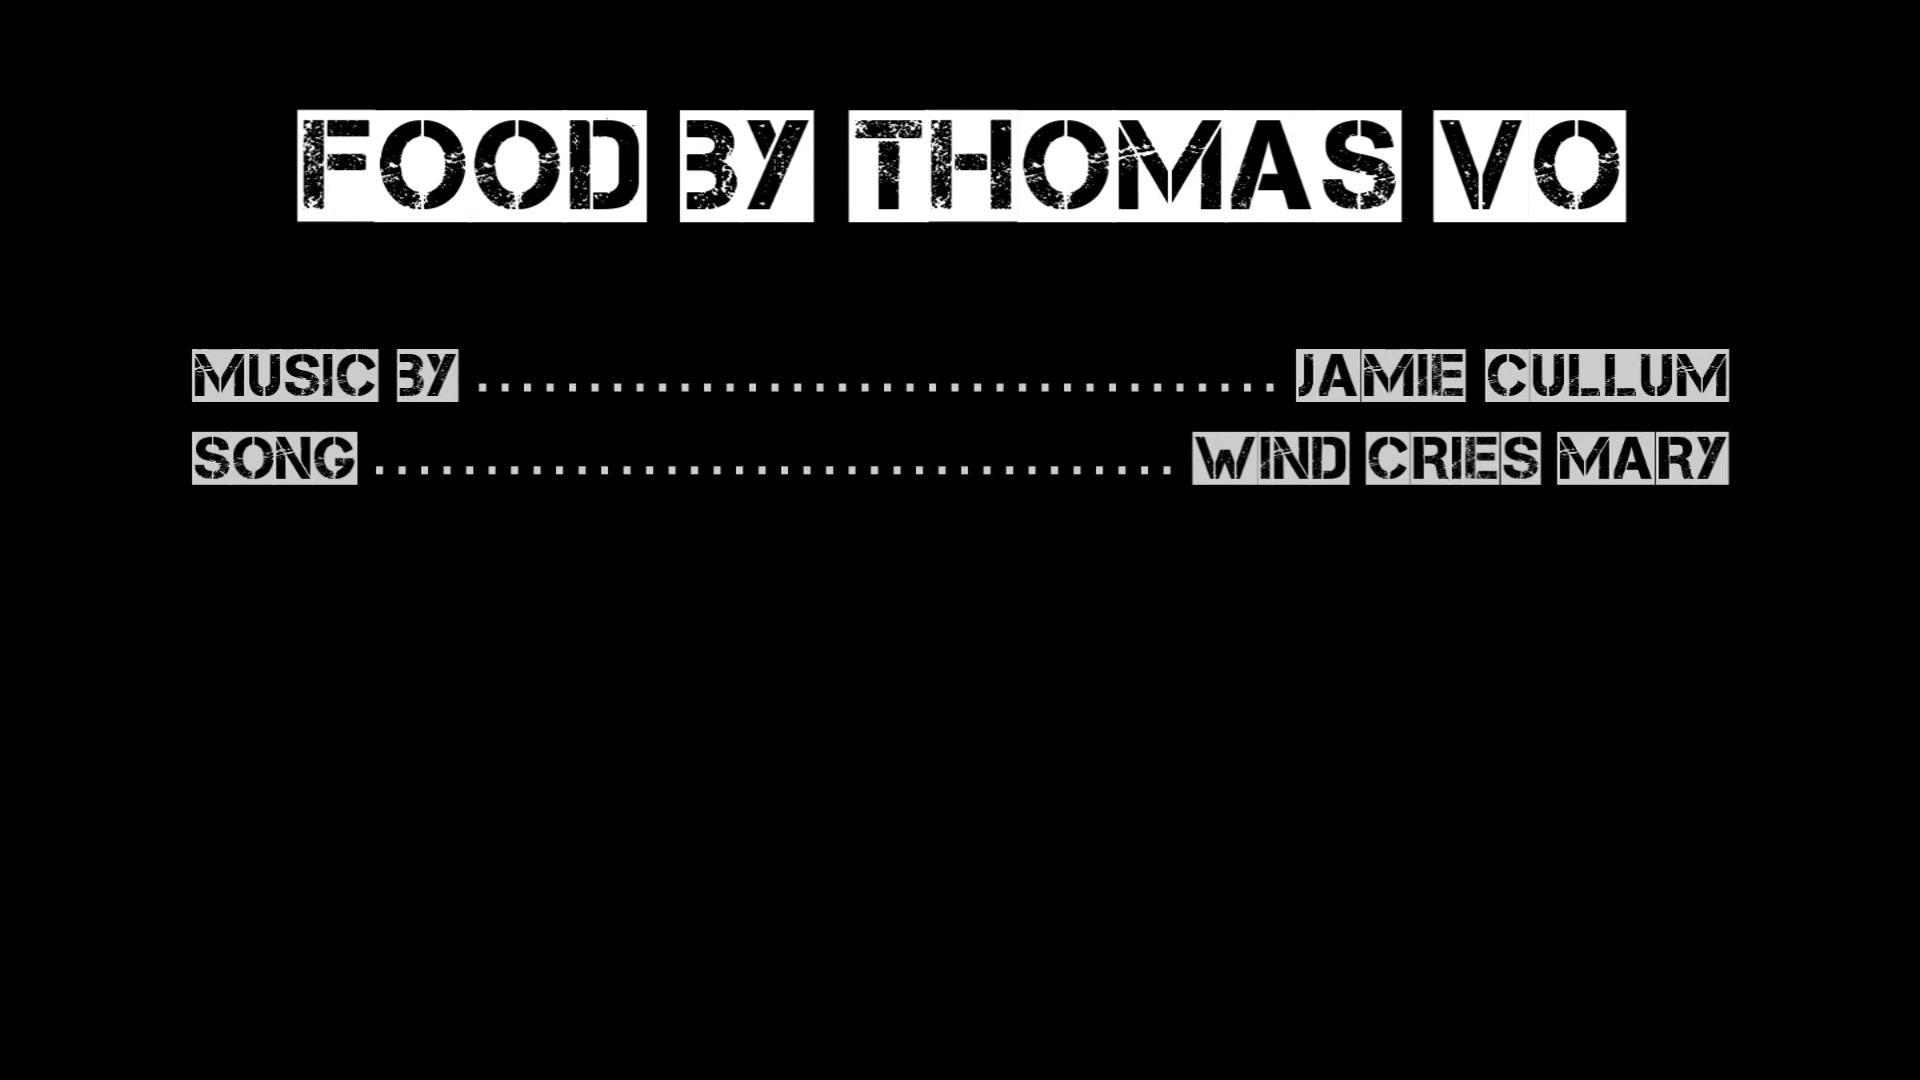 FOOD BY THOMAS VO
MUSIC BY .................................... JAMIE CULLUM
SONG .................................... WIND CRIES MARY